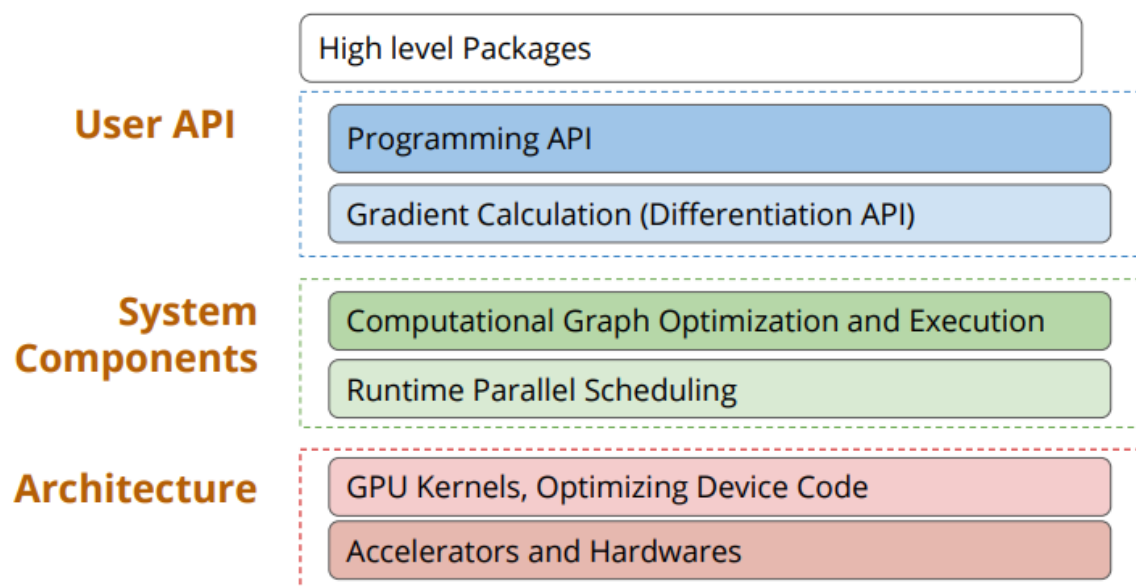 High level Packages
User API
Programming API
Gradient Calculation (Differentiation API)
System
Components
Computational Graph Optimization and Execution
Runtime Parallel Scheduling
Architecture
GPU Kernels, Optimizing Device Code
Accelerators and Hardwares